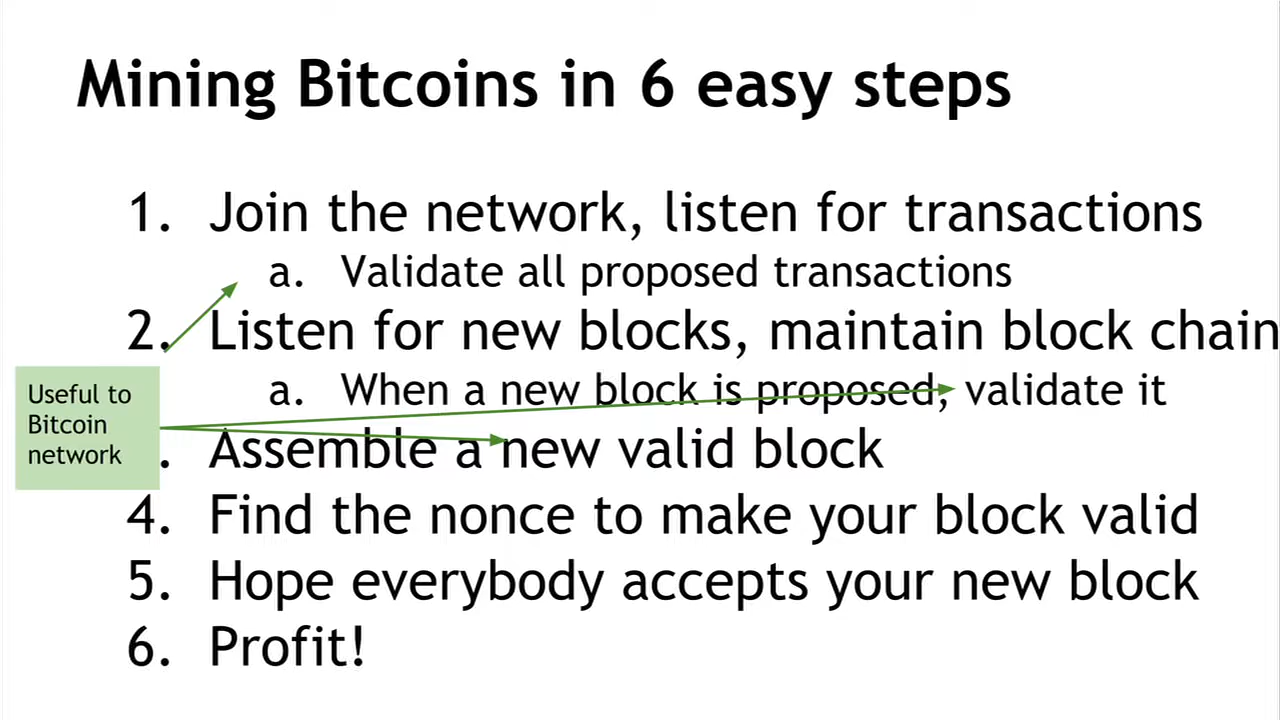 Mining Bitcoins in 6 easy steps
1. Join the network, listen for transactions
a. Validate all proposed transactions
2. Listen for new blocks, maintain block chain
a. When a new block is proposed, validate it
Useful to
Bitcoin
network
. Assemble a new valid block
4. Find the nonce to make your block valid
5. Hope everybody accepts your new block
6. Profit!